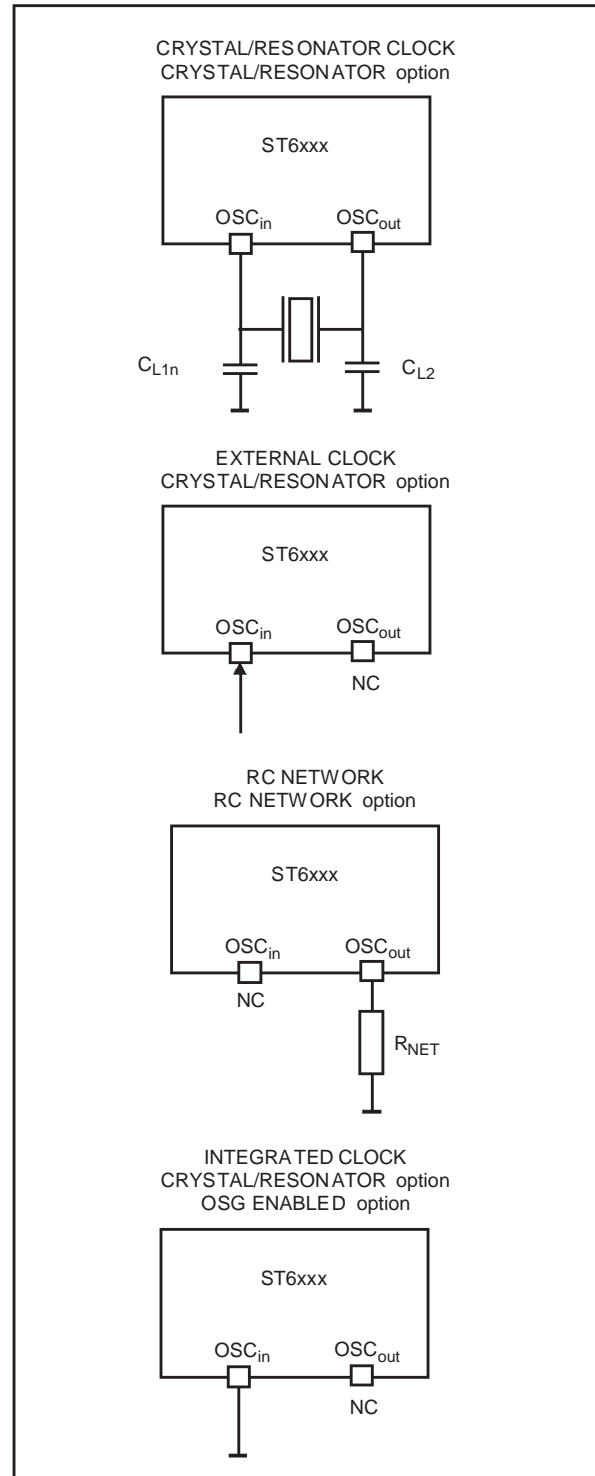 CRYSTAL/RESONATOR CLOCK
CRYSTAL/RESONATOR option
ST6xxx
OSCin OSCout
CL1n CL2
EXTERNAL CLOCK
CRYSTAL/RESONATOR option
ST6xxx
OSCin OSCout
NC
RC NETWORK
RC NETWORK option
ST6xxx
OSCin OSCout
NC
RNET
INTEGRATED CLOCK
CRYSTAL/RESONATOR option
OSG ENABLED option
ST6xxx
OSCin OSCout
NC